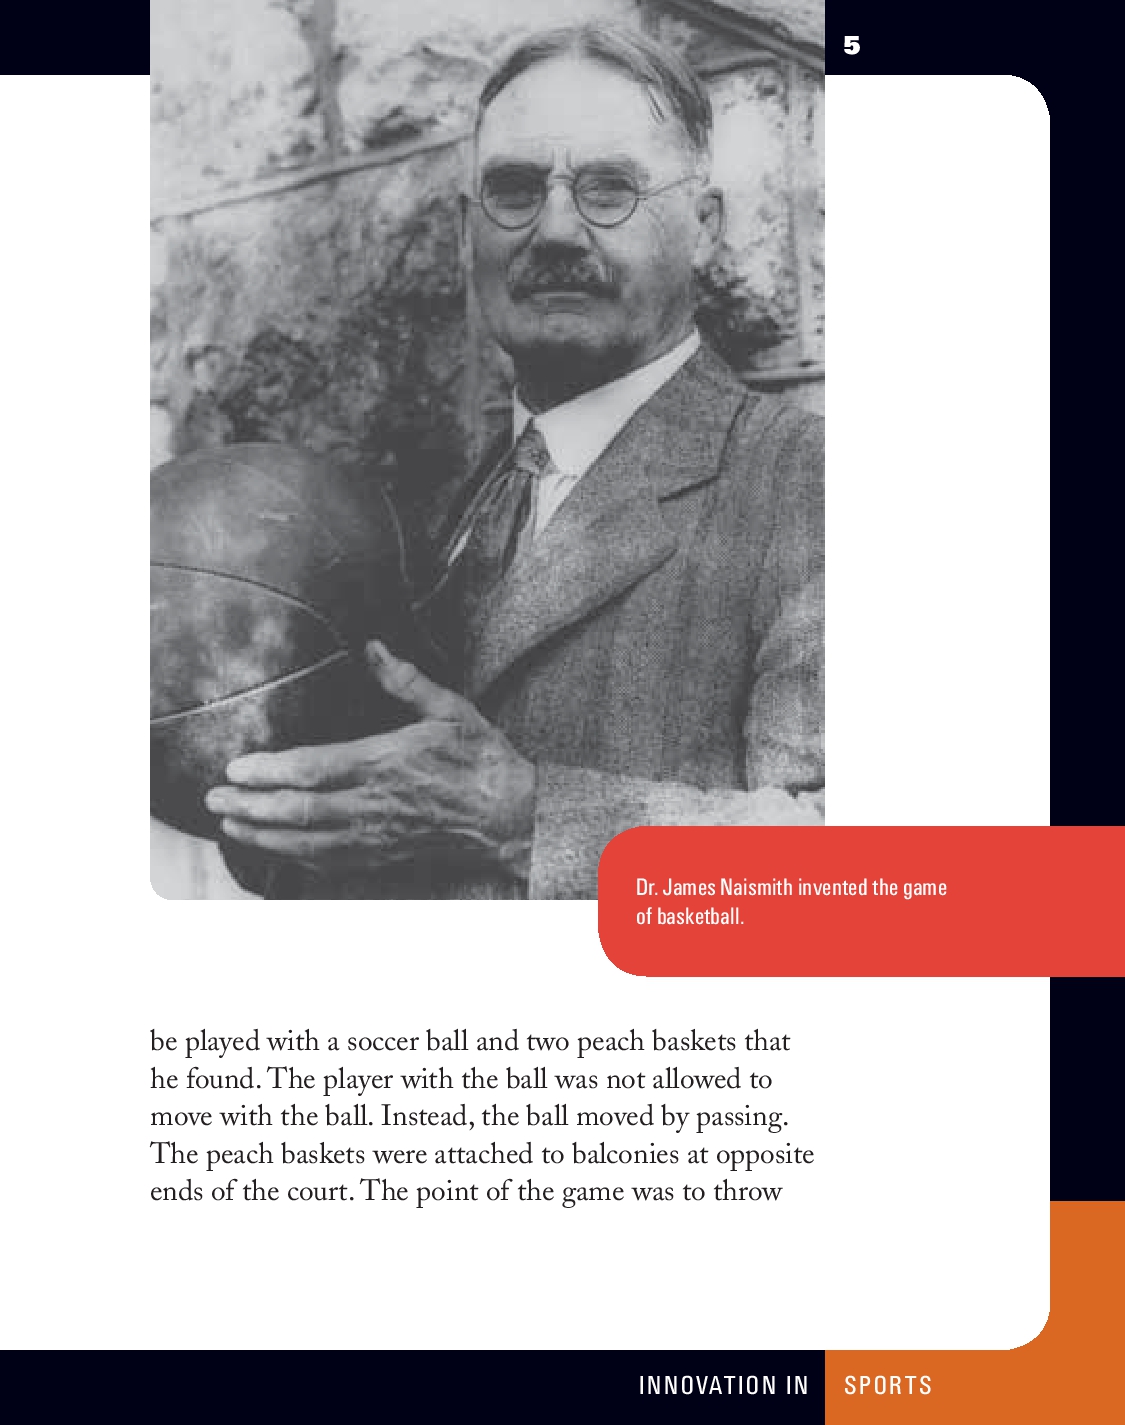 5
Dr. James Naismith invented the game
of basketball.
be played with a soccer ball and two peach baskets that
he found. The player with the ball was not allowed to
move with the ball. Instead, the ball moved by passing.
The peach baskets were attached to balconies at opposite
ends of the court. The point of the game was to throw
INNOVATION IN SPORTS